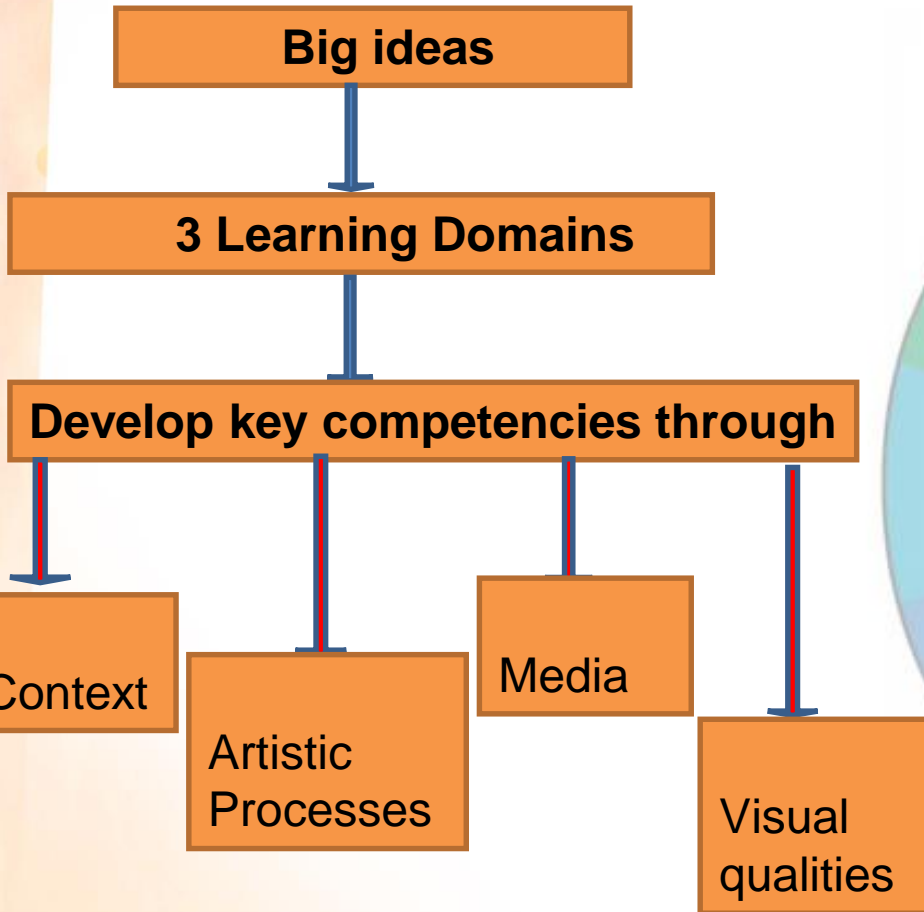 Big ideas
3 Learning Domains
Develop key competencies through
Context
Media
Artistic
Processes
Visual
qualities